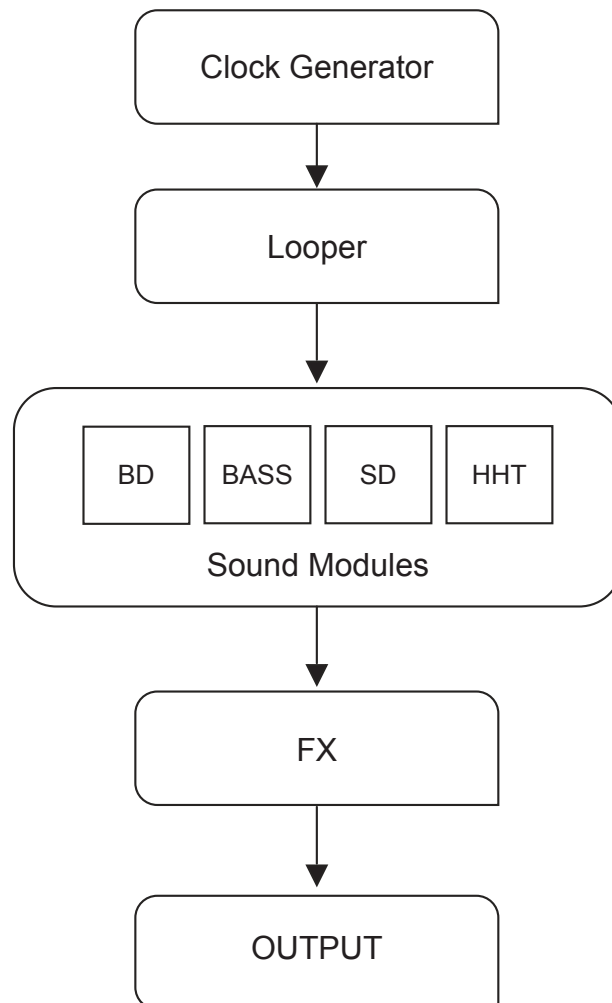 Clock Generator
Looper
BD BASS SD HHT
Sound Modules
FX
OUTPUT